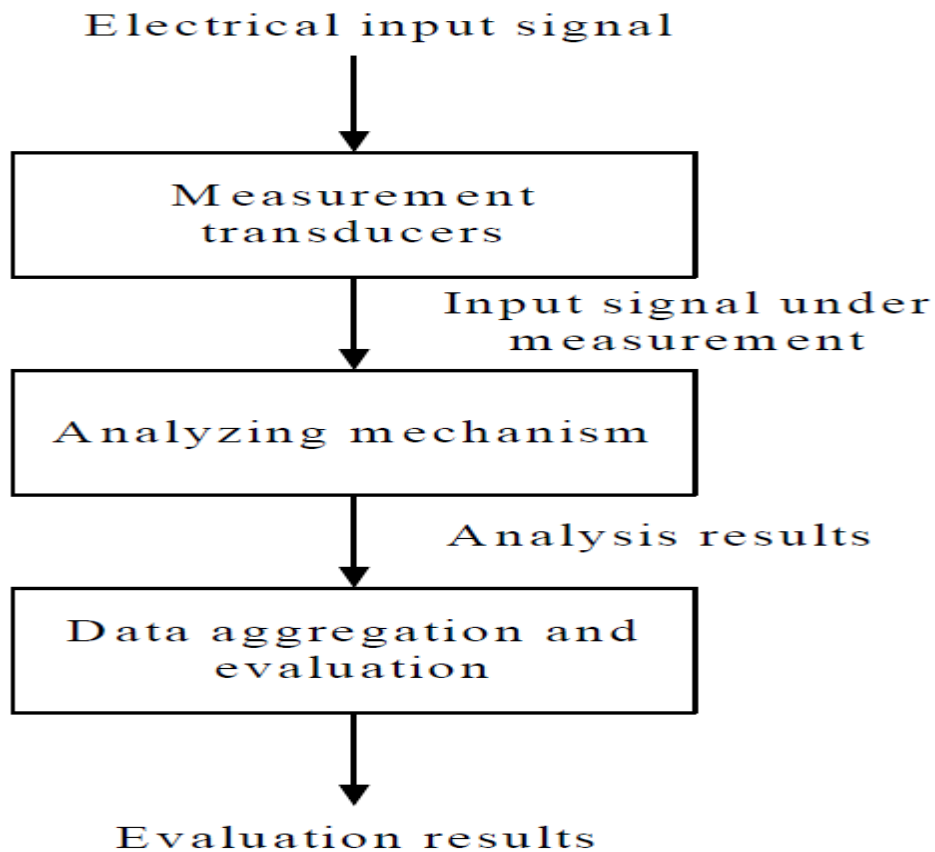 Electrical input signal
Measurement
transducers
Input signal under
measurement
Analyzing mechanism
Analysis results
Data aggregation and
evaluation
Evaluation results